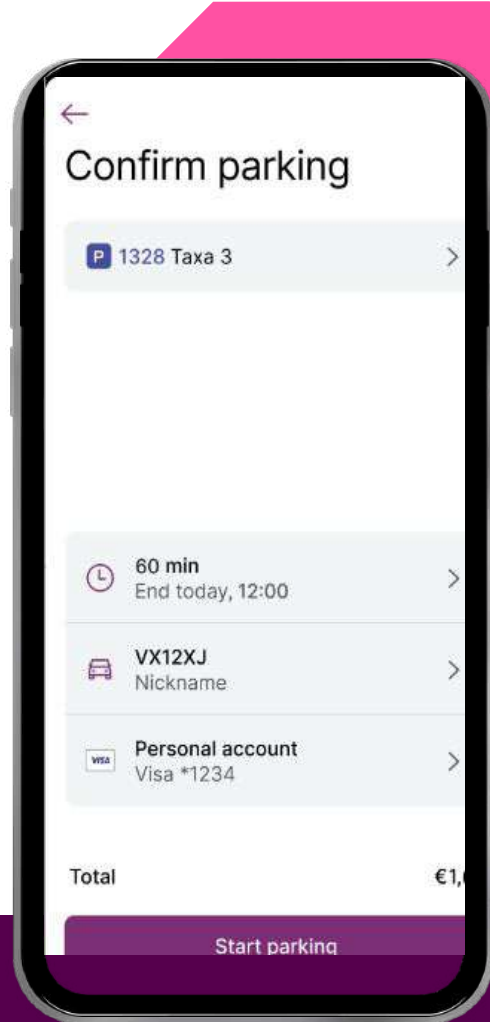 Confirm parking
P 1328 Taxa 3
60 min
End today, 12:00
VX12XJ
Nickname
VISA Personal account
Visa *1234
Total €1,
Start parking